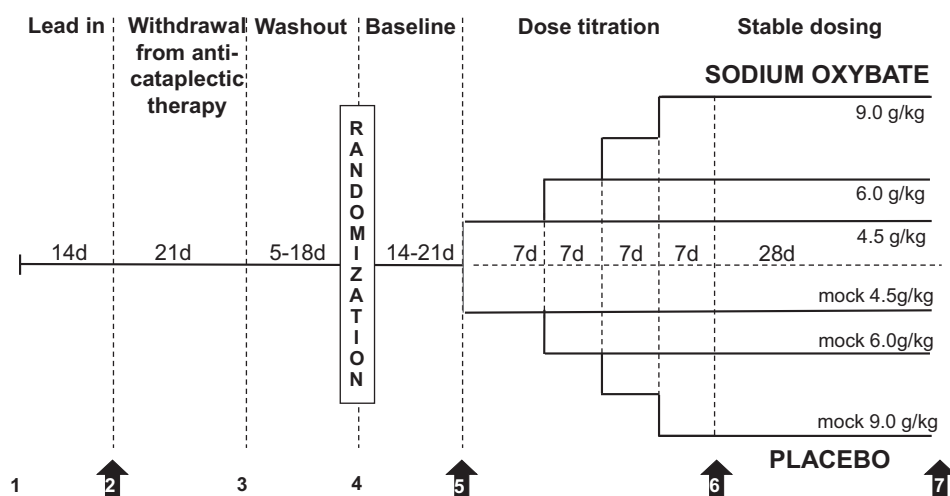 Lead in Withdrawal Washout Baseline Dose titration Stable dosing
from anti-
cataplectic
therapy
SODIUM OXYBATE
9.0 g/kg
RANDOMIZATION
6.0 g/kg
4.5 g/kg
14d 21d 5-18d 14-21d 7d 7d 7d 7d 28d
mock 4.5g/kg
mock 6.0g/kg
mock 9.0 g/kg
PLACEBO
1 2 3 4 5 6 7